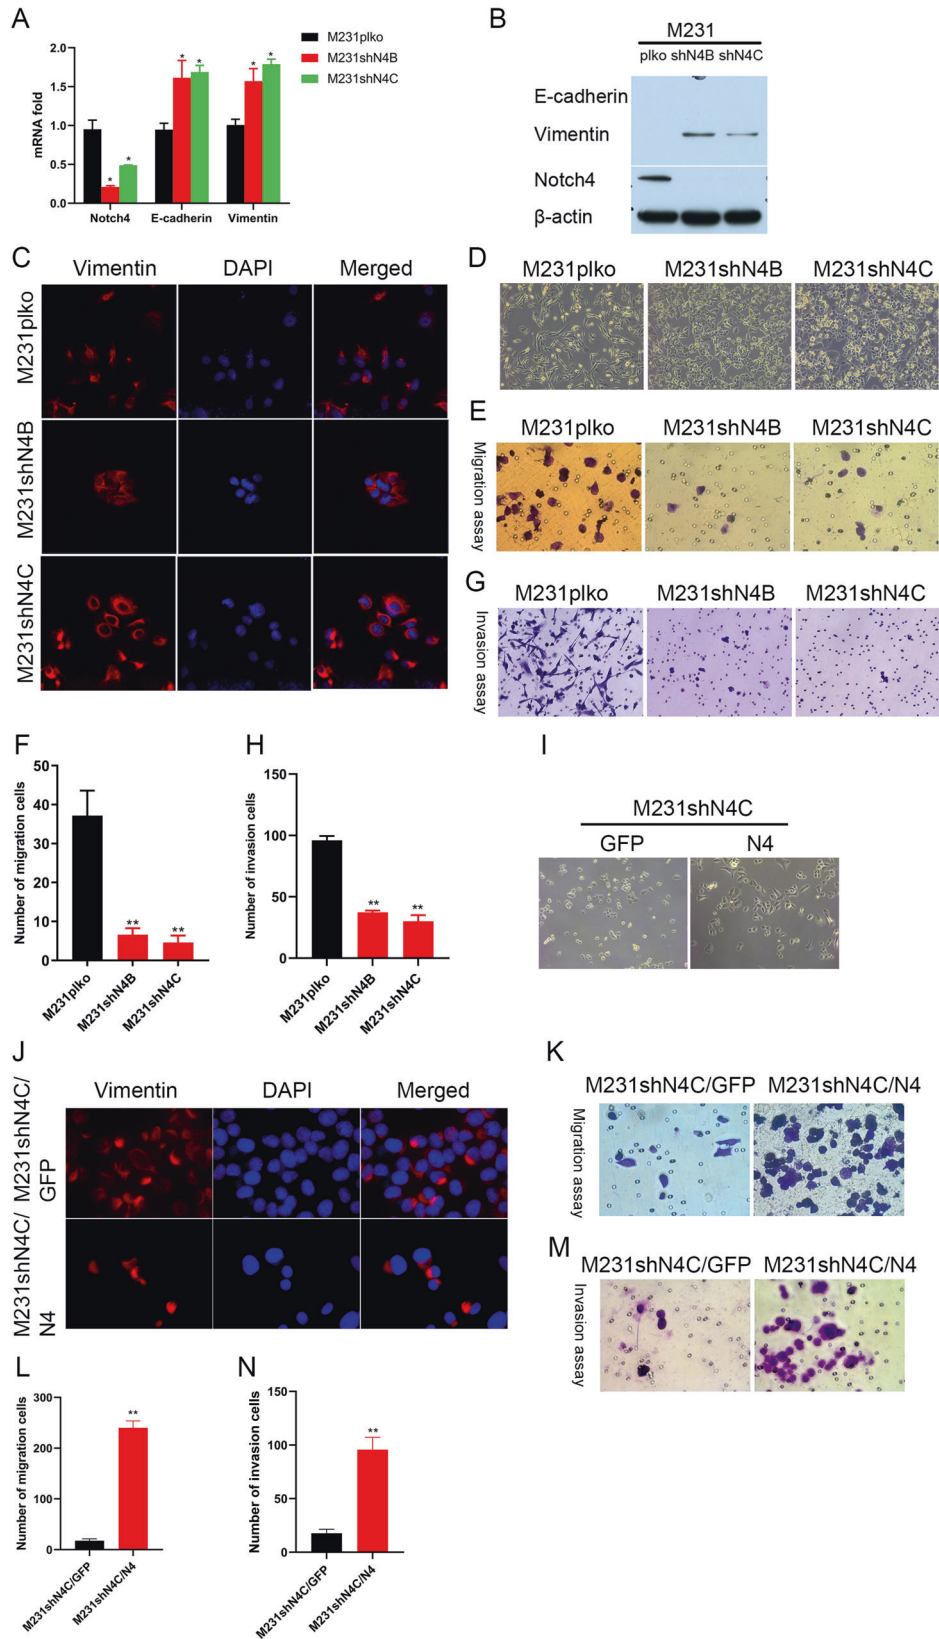 A
M231plko
M231shN4B
M231shN4C
mRNA fold
2.0
1.5
1.0
0.5
0.0
* * * * * *
Notch4 E-cadherin Vimentin
B
M231
plko shN4B shN4C
E-cadherin
Vimentin
Notch4
β-actin
C
Vimentin DAPI Merged
M231plko
M231shN4B
M231shN4C
D
M231plko M231shN4B M231shN4C
E
M231plko M231shN4B M231shN4C
Migration assay
G
M231plko M231shN4B M231shN4C
Invasion assay
F
Number of migration cells
50
40
30
20
10
0
** **
M231plko M231shN4B M231shN4C
H
Number of invasion cells
150
100
50
0
** **
M231plko M231shN4B M231shN4C
I
M231shN4C
GFP N4
J
Vimentin DAPI Merged
M231shN4C/
GFP
M231shN4C/
N4
K
M231shN4C/GFP M231shN4C/N4
Migration assay
M
M231shN4C/GFP M231shN4C/N4
Invasion assay
L
Number of migration cells
300
200
100
0
**
M231shN4C/GFP M231shN4C/N4
N
Number of invasion cells
150
100
50
0
**
M231shN4C/GFP M231shN4C/N4